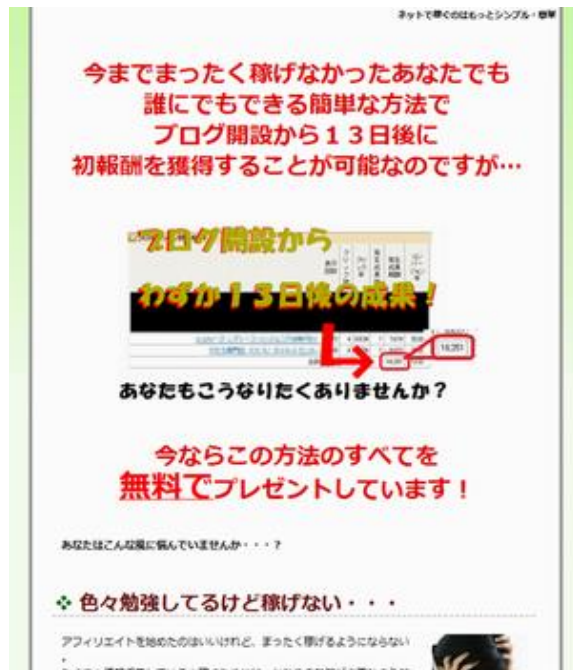 ネットで稼ぐのはもっとシンプル・簡単
今までまったく稼げなかったあなたでも
誰にでもできる簡単な方法で
ブログ開設から１３日後に
初報酬を獲得することが可能なのですが…
ブログ開設から
わずか１３日後の成果！
あなたもこうなりたくありませんか？
今ならこの方法のすべてを
無料でプレゼントしています！
あなたはこんな風に悩んでいませんか・・・？
色々勉強してるけど稼げない・・・
アフィリエイトを始めたのはいいけれど、まったく稼げるようにならない